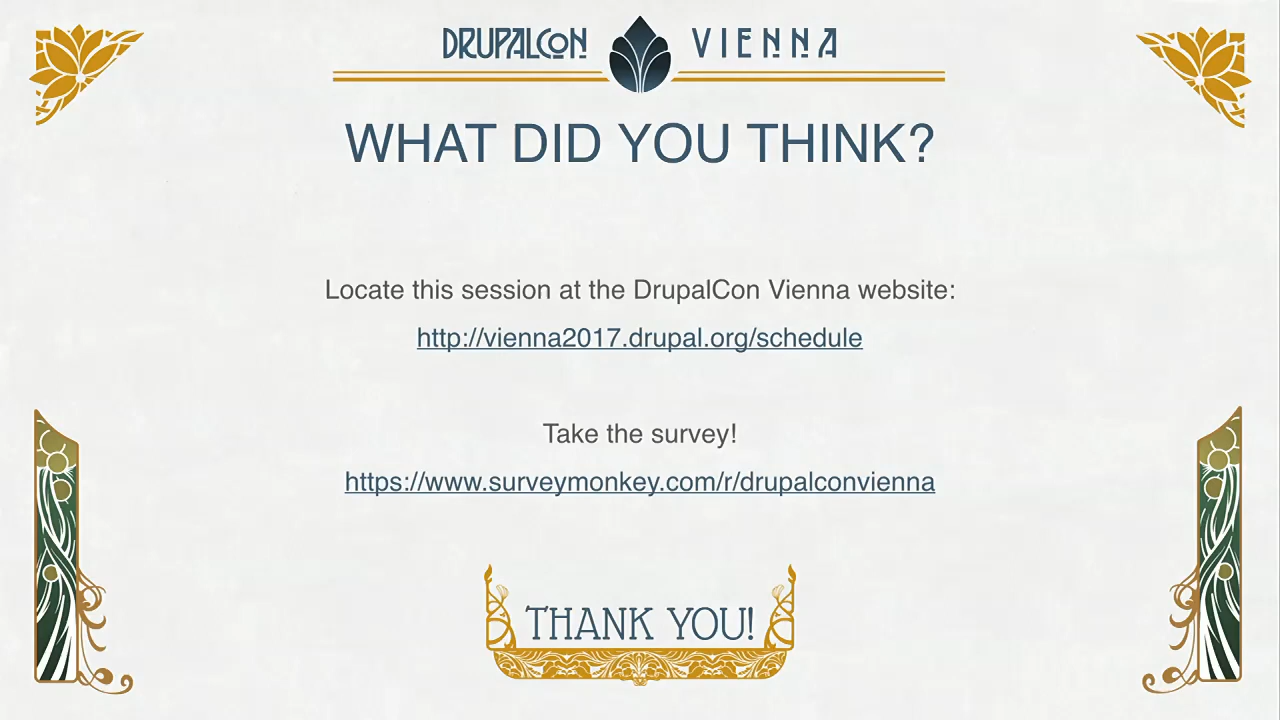 DRUPALCON VIENNA
WHAT DID YOU THINK?
Locate this session at the DrupalCon Vienna website:
http://vienna2017.drupal.org/schedule
Take the survey!
https://www.surveymonkey.com/r/drupalconvienna
THANK YOU!